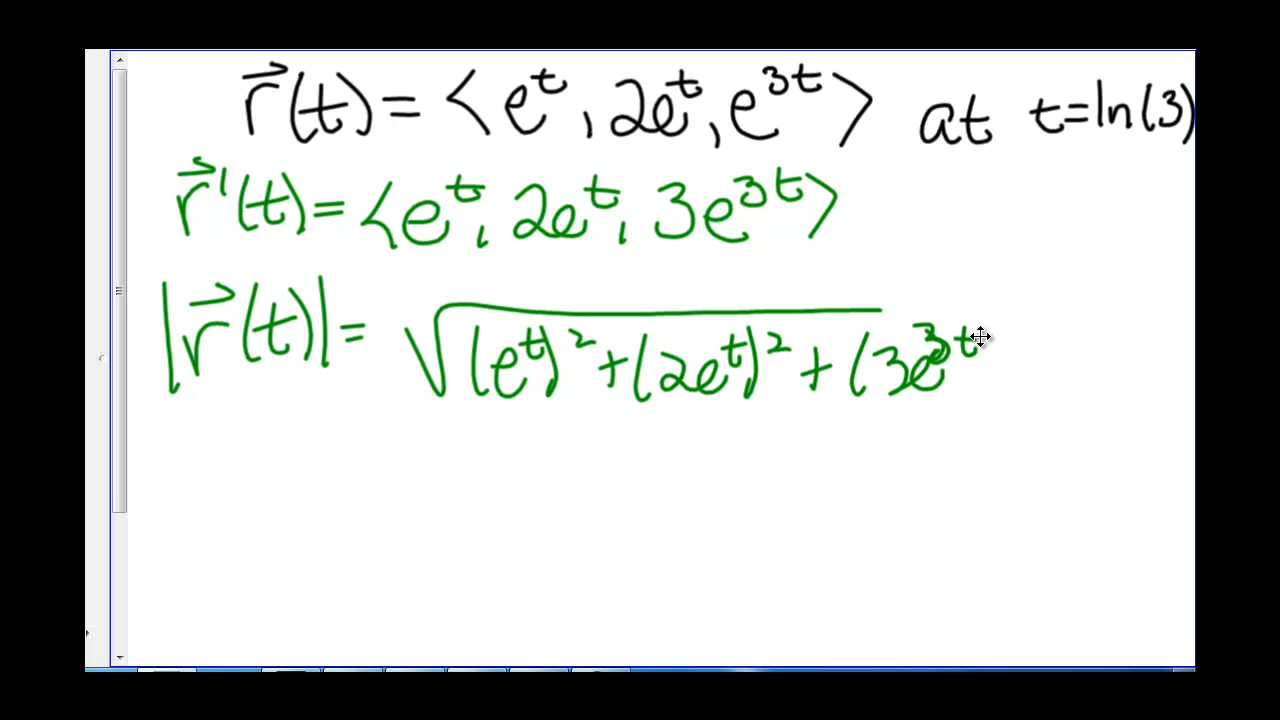 r⃗(t) = ⟨e^t, 2e^t, e^{3t}⟩ at t=ln(3)
r⃗'(t) = ⟨e^t, 2e^t, 3e^{3t}⟩
|r⃗(t)| = √(e^t)² + (2e^t)² + (3e^{3t}